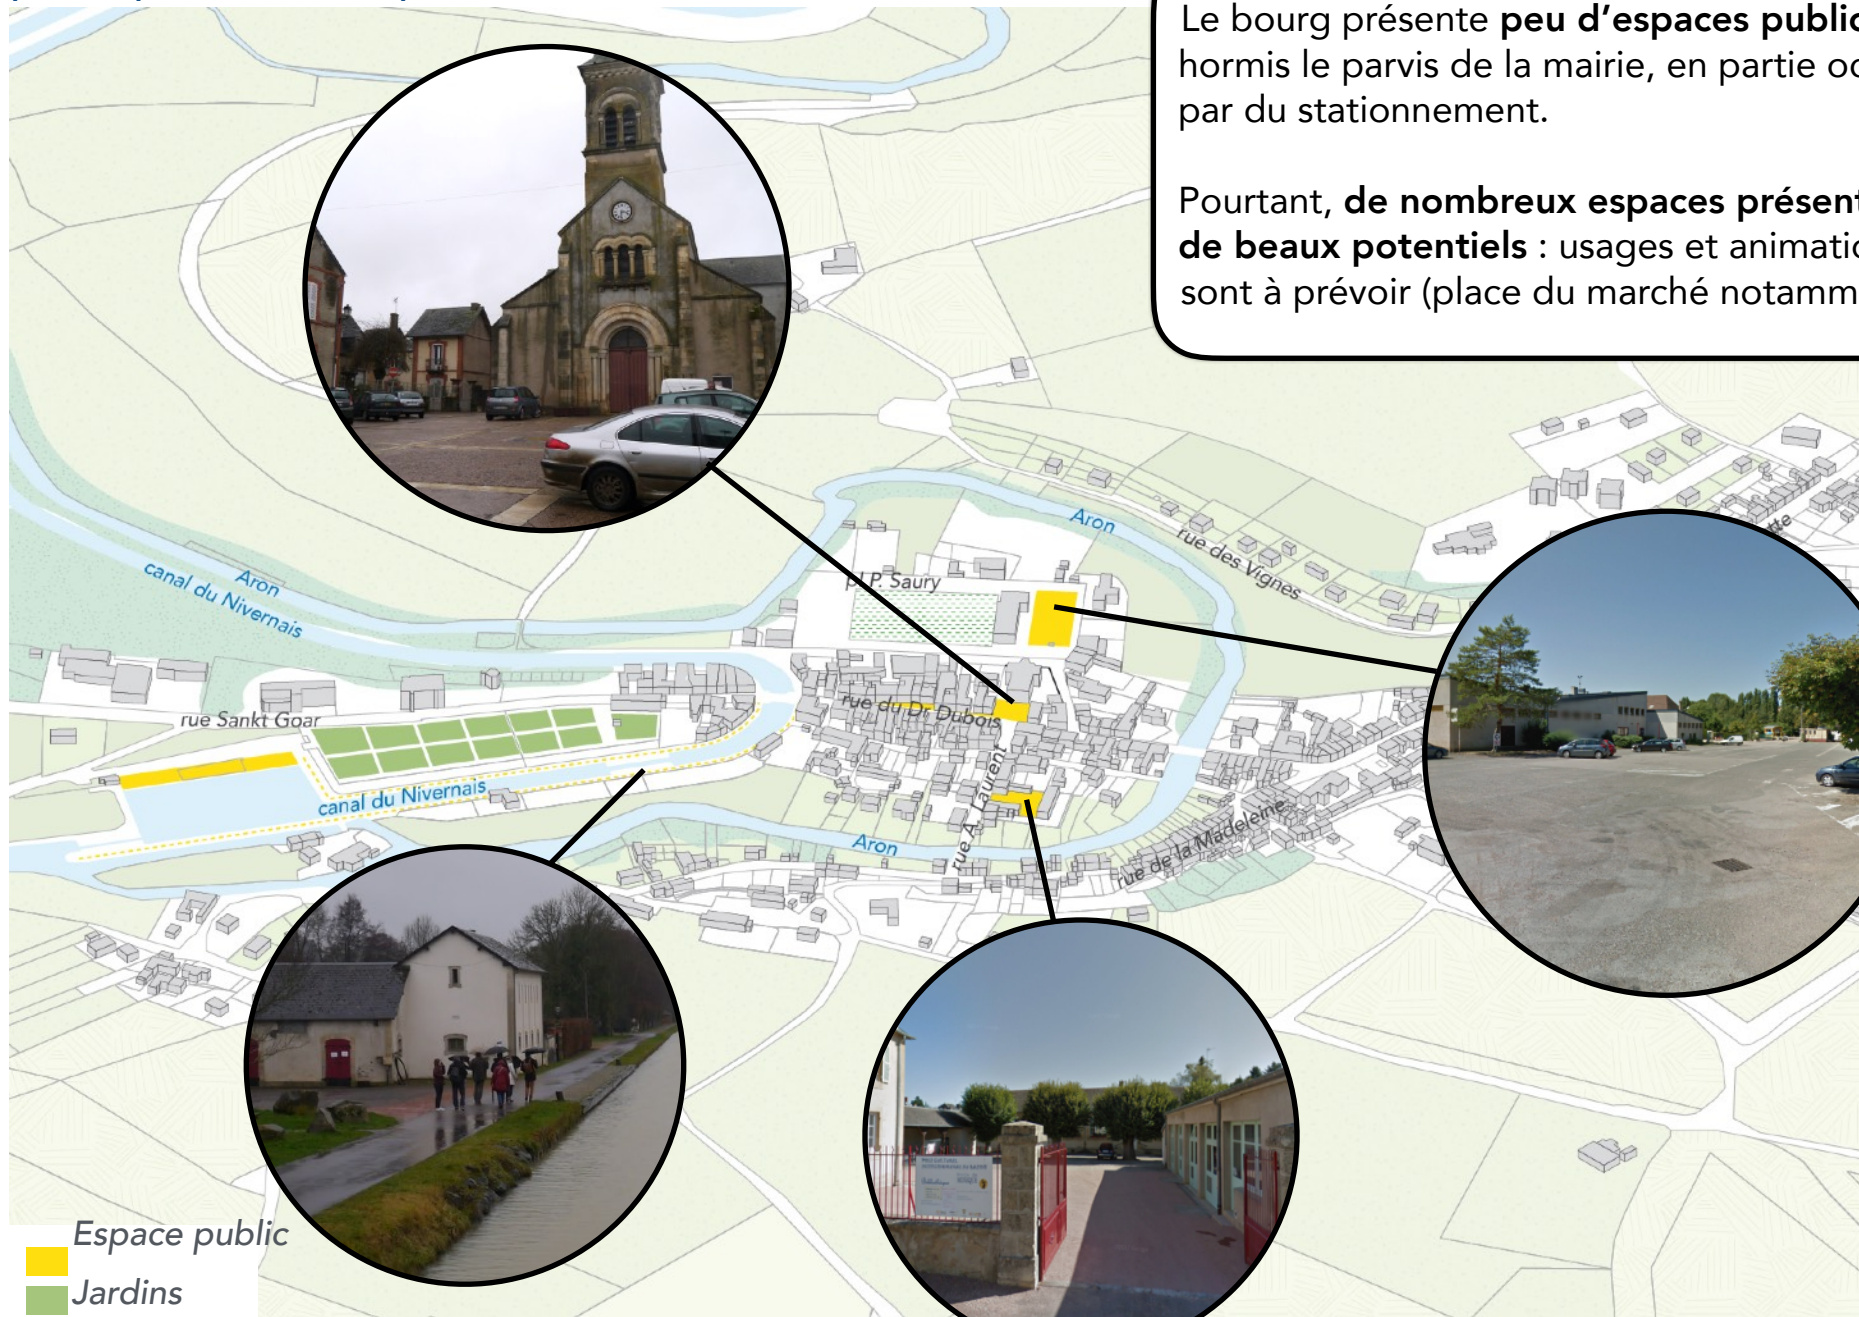 Le bourg présente peu d'espaces public
hormis le parvis de la mairie, en partie oc
par du stationnement.
Pourtant, de nombreux espaces présent
de beaux potentiels : usages et animatio
sont à prévoir (place du marché notamm
Aron
rue des Vignes
Aron
canal du Nivernais
pl P. Saury
rue Sankt Goar
rue du Dr Dubois
canal du Nivernais
rue A. Laurent
Aron
rue de la Madeleine
Espace public
Jardins